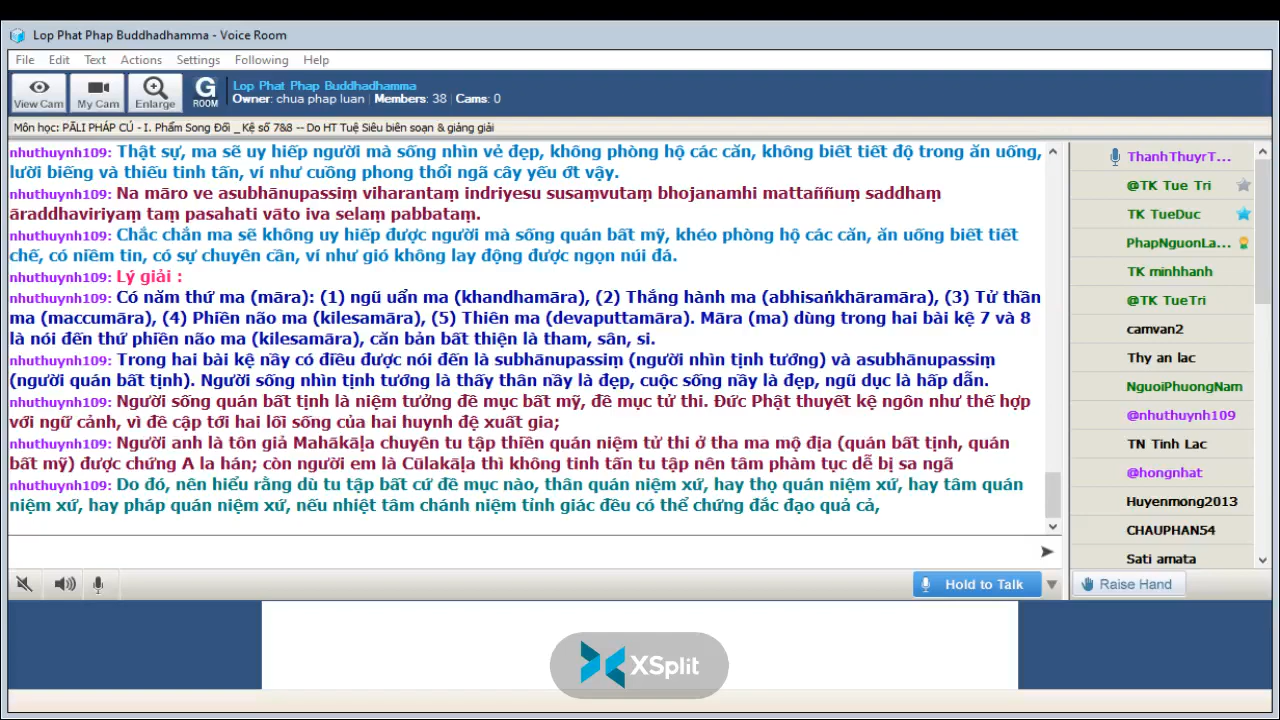 Lop Phat Phap Buddhadhamma - Voice Room
File Edit Text Actions Settings Following Help
View Cam My Cam Enlarge G ROOM
Lop Phat Phap Buddhadhamma
Owner: chua phap luan | Members: 38 | Cams: 0
Môn học: PĀLI PHÁP CÚ - I. Phẩm Song Đối _ Kệ số 7&8 -- Do HT Tuệ Siêu biên soạn & giảng giải
nhuthuynh109: Thật sự, ma sẽ uy hiếp người mà sống nhìn vẻ đẹp, không phòng hộ các căn, không biết tiết độ trong ăn uống,
lười biếng và thiếu tinh tấn, ví như cuồng phong thổi ngã cây yếu ớt vậy.
nhuthuynh109: Na māro ve asubhānupassiṃ viharantaṃ indriyesu susaṃvutaṃ bhojanamhi mattaññuṃ saddhaṃ
āraddhaviriyaṃ taṃ pasahati vāto iva selaṃ pabbataṃ.
nhuthuynh109: Chắc chắn ma sẽ không uy hiếp được người mà sống quán bất mỹ, khéo phòng hộ các căn, ăn uống biết tiết
chế, có niềm tin, có sự chuyên cần, ví như gió không lay động được ngọn núi đá.
nhuthuynh109: Lý giải :
nhuthuynh109: Có năm thứ ma (māra): (1) ngũ uẩn ma (khandhamāra), (2) Thắng hành ma (abhisaṅkhāramāra), (3) Tử thần
ma (maccumāra), (4) Phiền não ma (kilesamāra), (5) Thiên ma (devaputtamāra). Māra (ma) dùng trong hai bài kệ 7 và 8
là nói đến thứ phiền não ma (kilesamāra), căn bản bất thiện là tham, sân, si.
nhuthuynh109: Trong hai bài kệ nầy có điều được nói đến là subhānupassiṃ (người nhìn tịnh tướng) và asubhānupassiṃ
(người quán bất tịnh). Người sống nhìn tịnh tướng là thấy thân nầy là đẹp, cuộc sống nầy là đẹp, ngũ dục là hấp dẫn.
nhuthuynh109: Người sống quán bất tịnh là niệm tưởng đề mục bất mỹ, đề mục tử thi. Đức Phật thuyết kệ ngôn như thế hợp
với ngữ cảnh, vì đề cập tới hai lối sống của hai huynh đệ xuất gia;
nhuthuynh109: Người anh là tôn giả Mahākāḷa chuyên tu tập thiền quán niệm tử thi ở tha ma mộ địa (quán bất tịnh, quán
bất mỹ) được chứng A la hán; còn người em là Cūlakāḷa thì không tinh tấn tu tập nên tâm phàm tục dễ bị sa ngã
nhuthuynh109: Do đó, nên hiểu rằng dù tu tập bất cứ đề mục nào, thân quán niệm xứ, hay thọ quán niệm xứ, hay tâm quán
niệm xứ, hay pháp quán niệm xứ, nếu nhiệt tâm chánh niệm tỉnh giác đều có thể chứng đắc đạo quả cả,
ThanhThuyrT...
@TK Tue Tri
TK TueDuc
PhapNguonLa...
TK minhhanh
@TK TueTri
camvan2
Thy an lac
NguoiPhuongNam
@nhuthuynh109
TN Tinh Lac
@hongnhat
Huyenmong2013
CHAUPHAN54
Sati amata
Hold to Talk
Raise Hand
XSplit